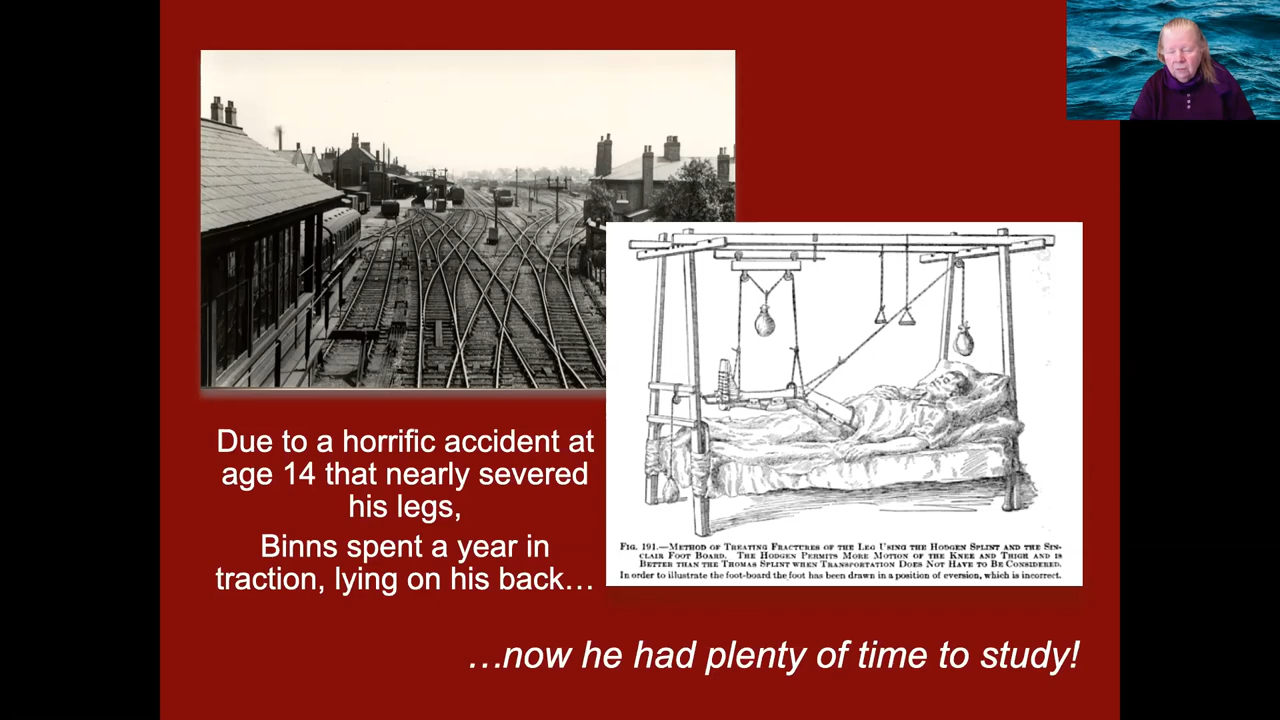 Due to a horrific accident at
age 14 that nearly severed
his legs,
Binns spent a year in
traction, lying on his back…
Fig. 191.—Method of Treating Fractures of the Leg Using the Hodgen Splint and the Sin-
clair Foot Board. The Hodgen Permits More Motion of the Knee and Thigh and is
Better than the Thomas Splint when Transportation Does Not Have to Be Considered.
In order to illustrate the foot-board the foot has been drawn in a position of eversion, which is incorrect.
…now he had plenty of time to study!